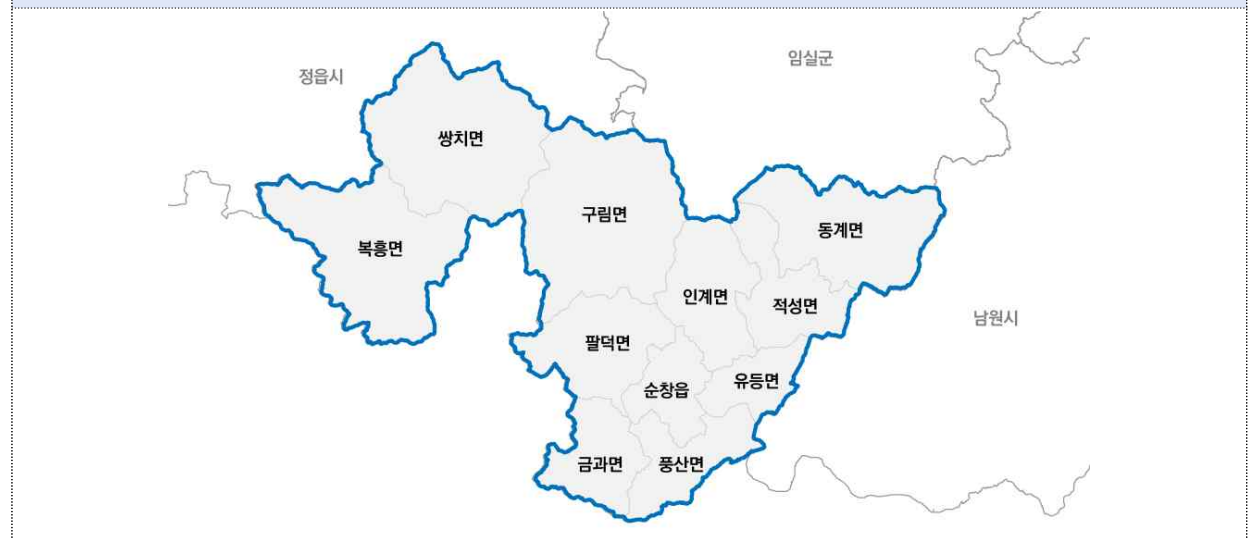 임실군
정읍시
쌍치면
구림면
동계면
복흥면
인계면
적성면
남원시
팔덕면
유등면
순창읍
금과면
풍산면